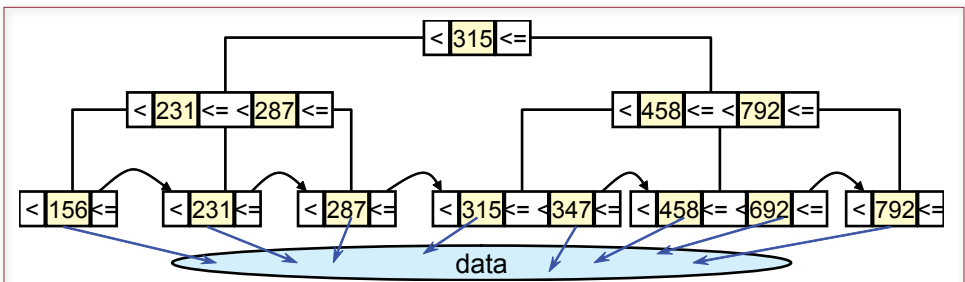 < 315 <=
< 231 <= < 287 <= < 458 <= < 792 <=
< 156 <= < 231 <= < 287 <= < 315 <= < 347 <= < 458 <= < 692 <= < 792 <=
data